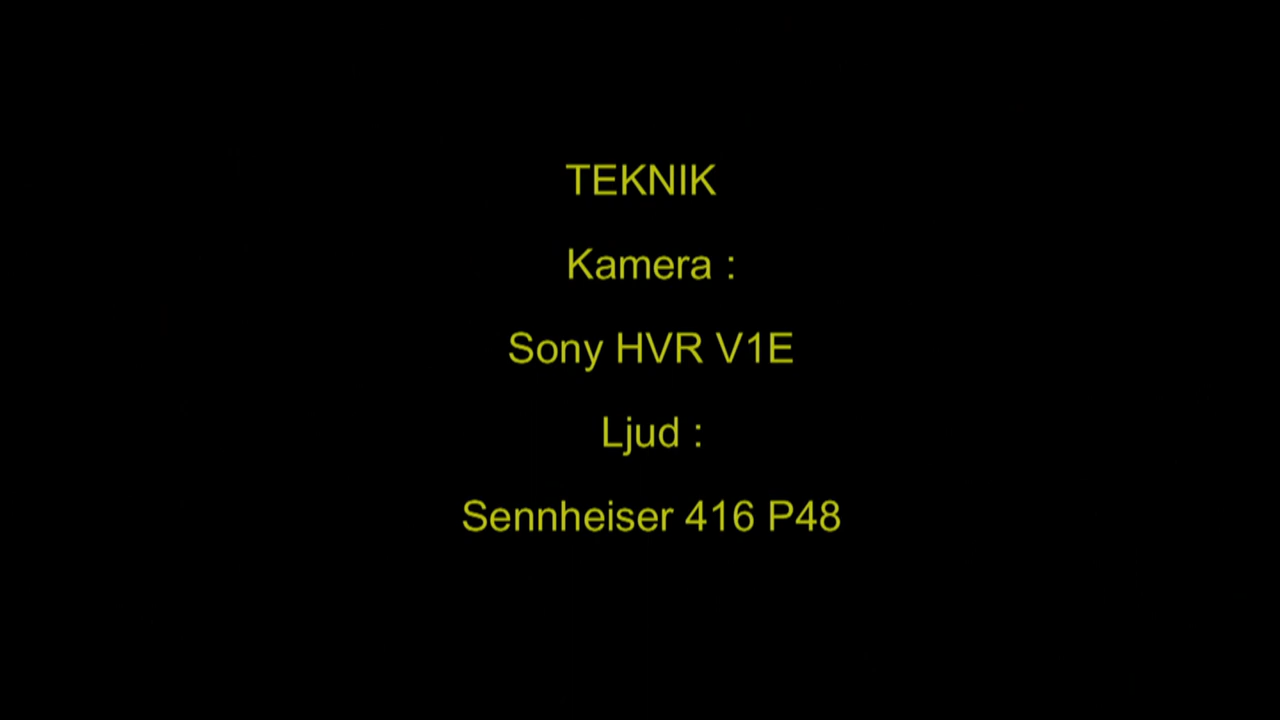 TEKNIK
Kamera :
Sony HVR V1E
Ljud :
Sennheiser 416 P48